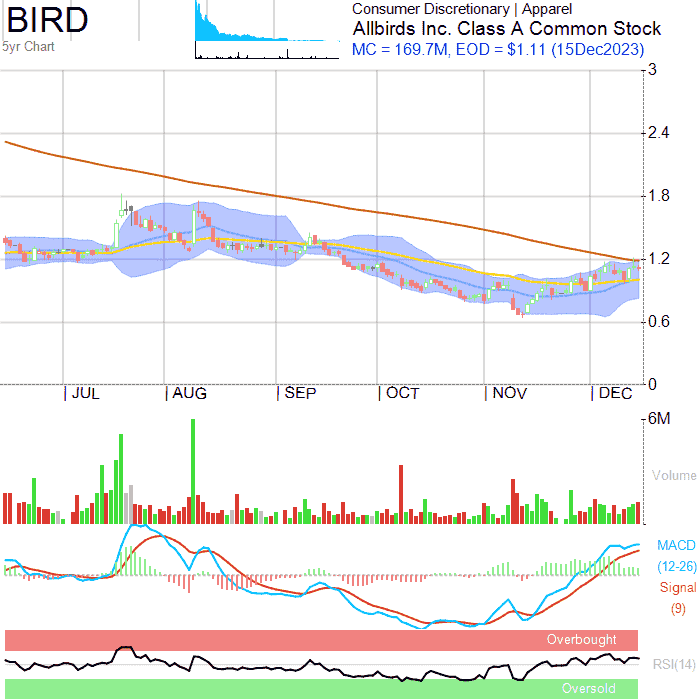 BIRD
5yr Chart
Consumer Discretionary | Apparel
Allbirds Inc. Class A Common Stock
MC = 169.7M, EOD = $1.11 (15Dec2023)
3
2.4
1.8
1.2
0.6
0
| JUL | AUG | SEP | OCT | NOV | DEC
6M
Volume
MACD
(12-26)
Signal
(9)
Overbought
RSI(14)
Oversold